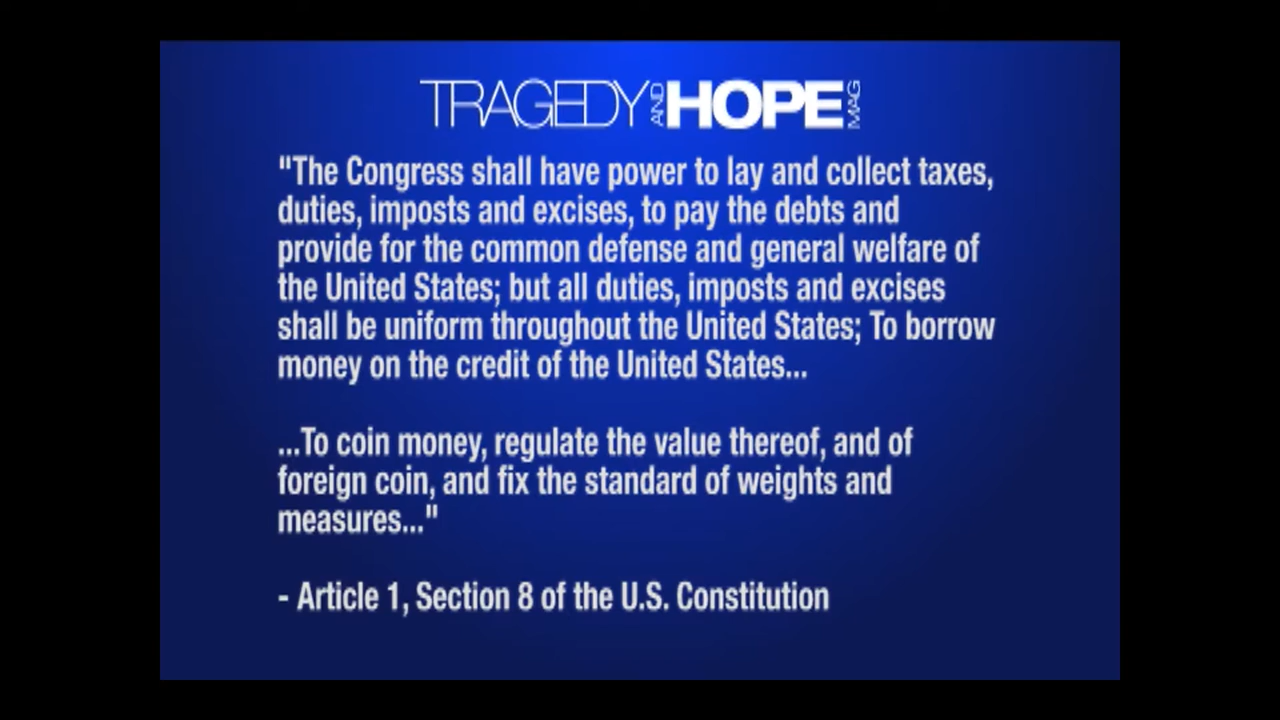 TRAGEDY AND HOPE MAG
"The Congress shall have power to lay and collect taxes,
duties, imposts and excises, to pay the debts and
provide for the common defense and general welfare of
the United States; but all duties, imposts and excises
shall be uniform throughout the United States; To borrow
money on the credit of the United States...
...To coin money, regulate the value thereof, and of
foreign coin, and fix the standard of weights and
measures..."
- Article 1, Section 8 of the U.S. Constitution